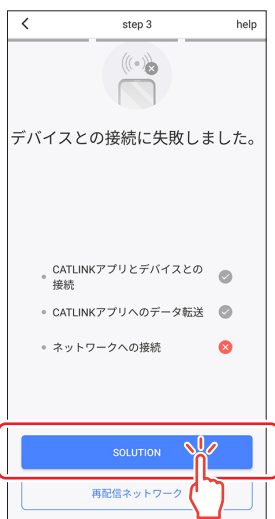 step 3
help
デバイスとの接続に失敗しました。
CATLINKアプリとデバイスとの
接続
CATLINKアプリへのデータ転送
ネットワークへの接続
SOLUTION
再配信ネットワーク